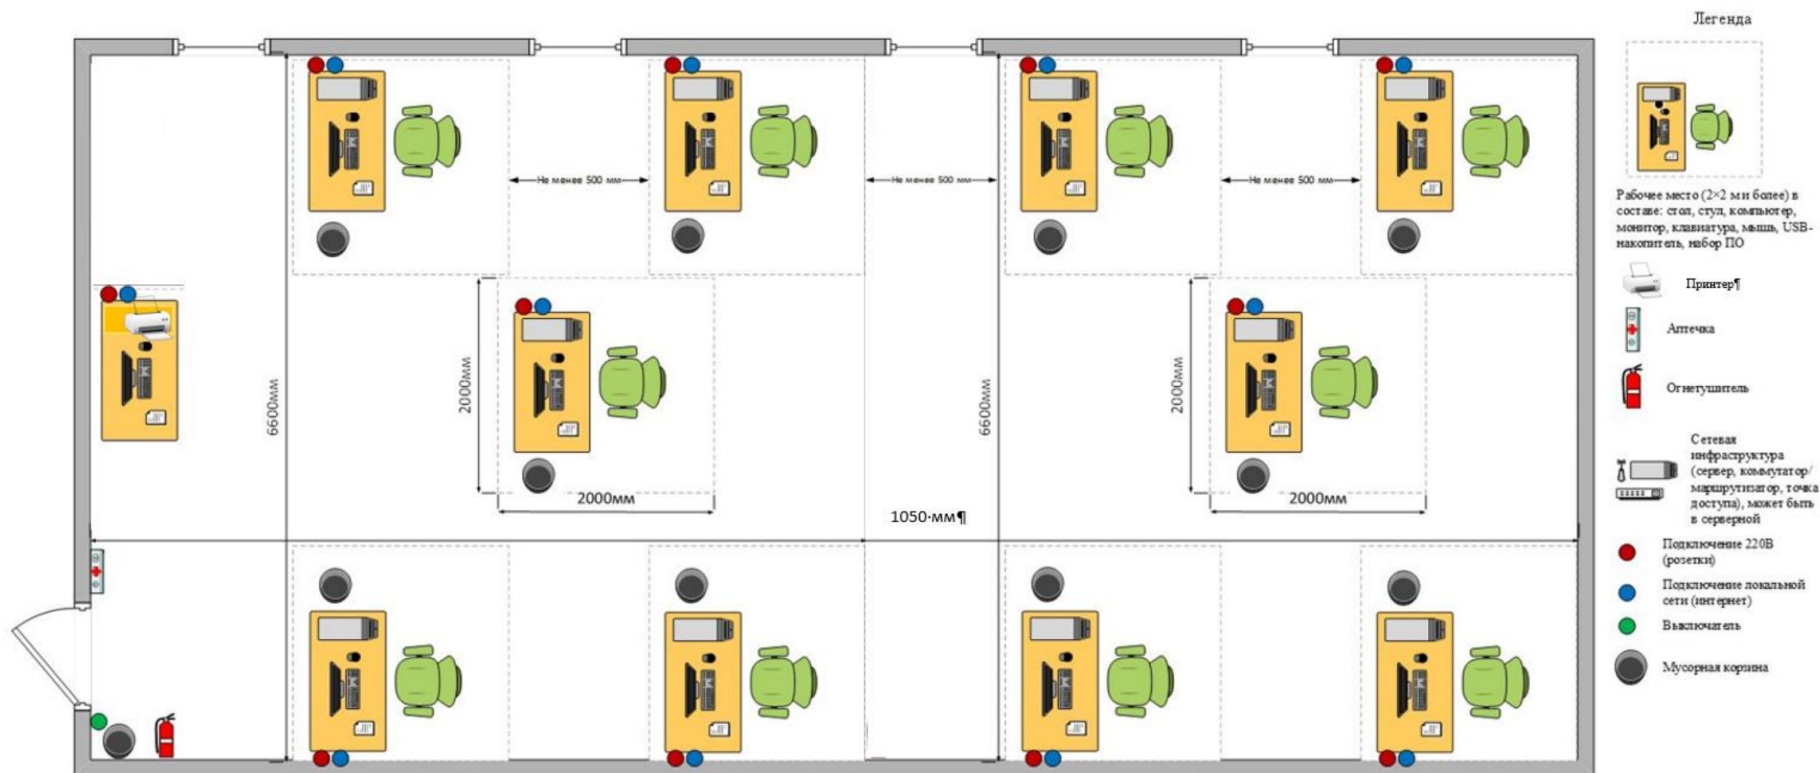 Легенда
Не менее 500 мм
Не менее 500 мм
Не менее 500 мм
Рабочее место (2×2 м и более) в
составе: стол, стул, компьютер,
монитор, клавиатура, мышь, USB-
накопитель, набор ПО
Принтер¶
Аптечка
Огнетушитель
6600мм
2000мм
6600мм
2000мм
2000мм
2000мм
1050·мм¶
Сетевая
инфраструктура
(сервер, коммутатор/
маршрутизатор, точка
доступа), может быть
в серверной
Подключение 220В
(розетки)
Подключение локальной
сети (интернет)
Выключатель
Мусорная корзина